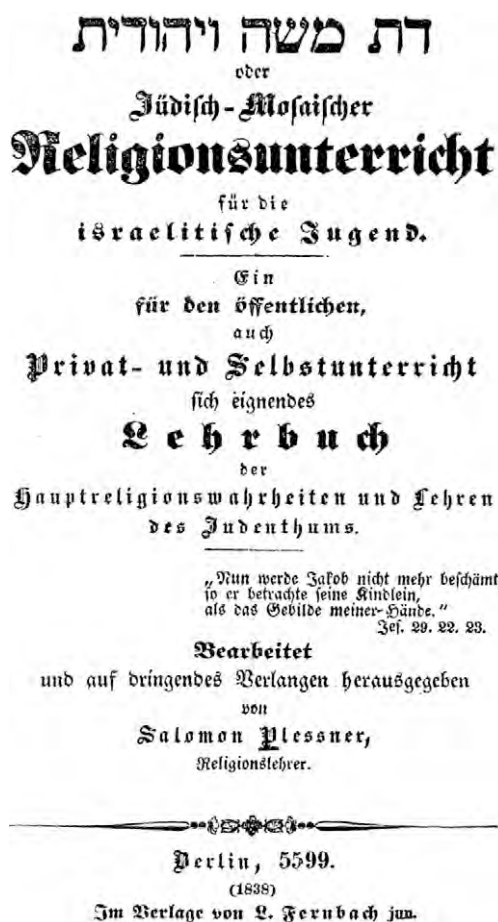 דת משה ויהודית
oder
Jüdisch-Mosaischer
Religionsunterricht
für die
israelitische Jugend.
Ein
für den öffentlichen,
auch
Privat- und Selbstunterricht
sich eignendes
Lehrbuch
der
Hauptreligionswahrheiten und Lehren
des Judenthums.
„Nun werde Jakob nicht mehr beschämt
so er betrachte seine Kindlein,
als das Gebilde meiner Hände.“
Jes. 29. 22. 23.
Bearbeitet
und auf dringendes Verlangen herausgegeben
von
Salomon Plessner,
Religionslehrer.
Berlin, 5599.
(1838)
Im Verlage von L. Fernbach jun.